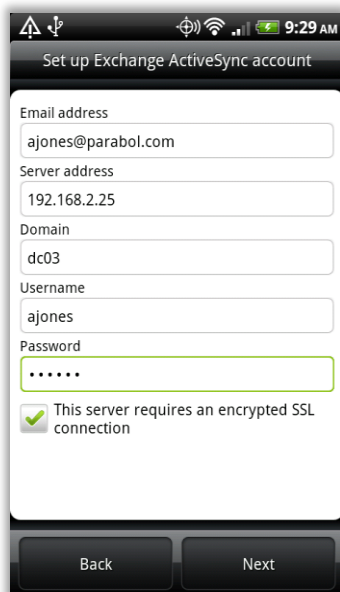 9:29 AM
Set up Exchange ActiveSync account
Email address
ajones@parabol.com
Server address
192.168.2.25
Domain
dc03
Username
ajones
Password
••••••
This server requires an encrypted SSL
connection
Back
Next